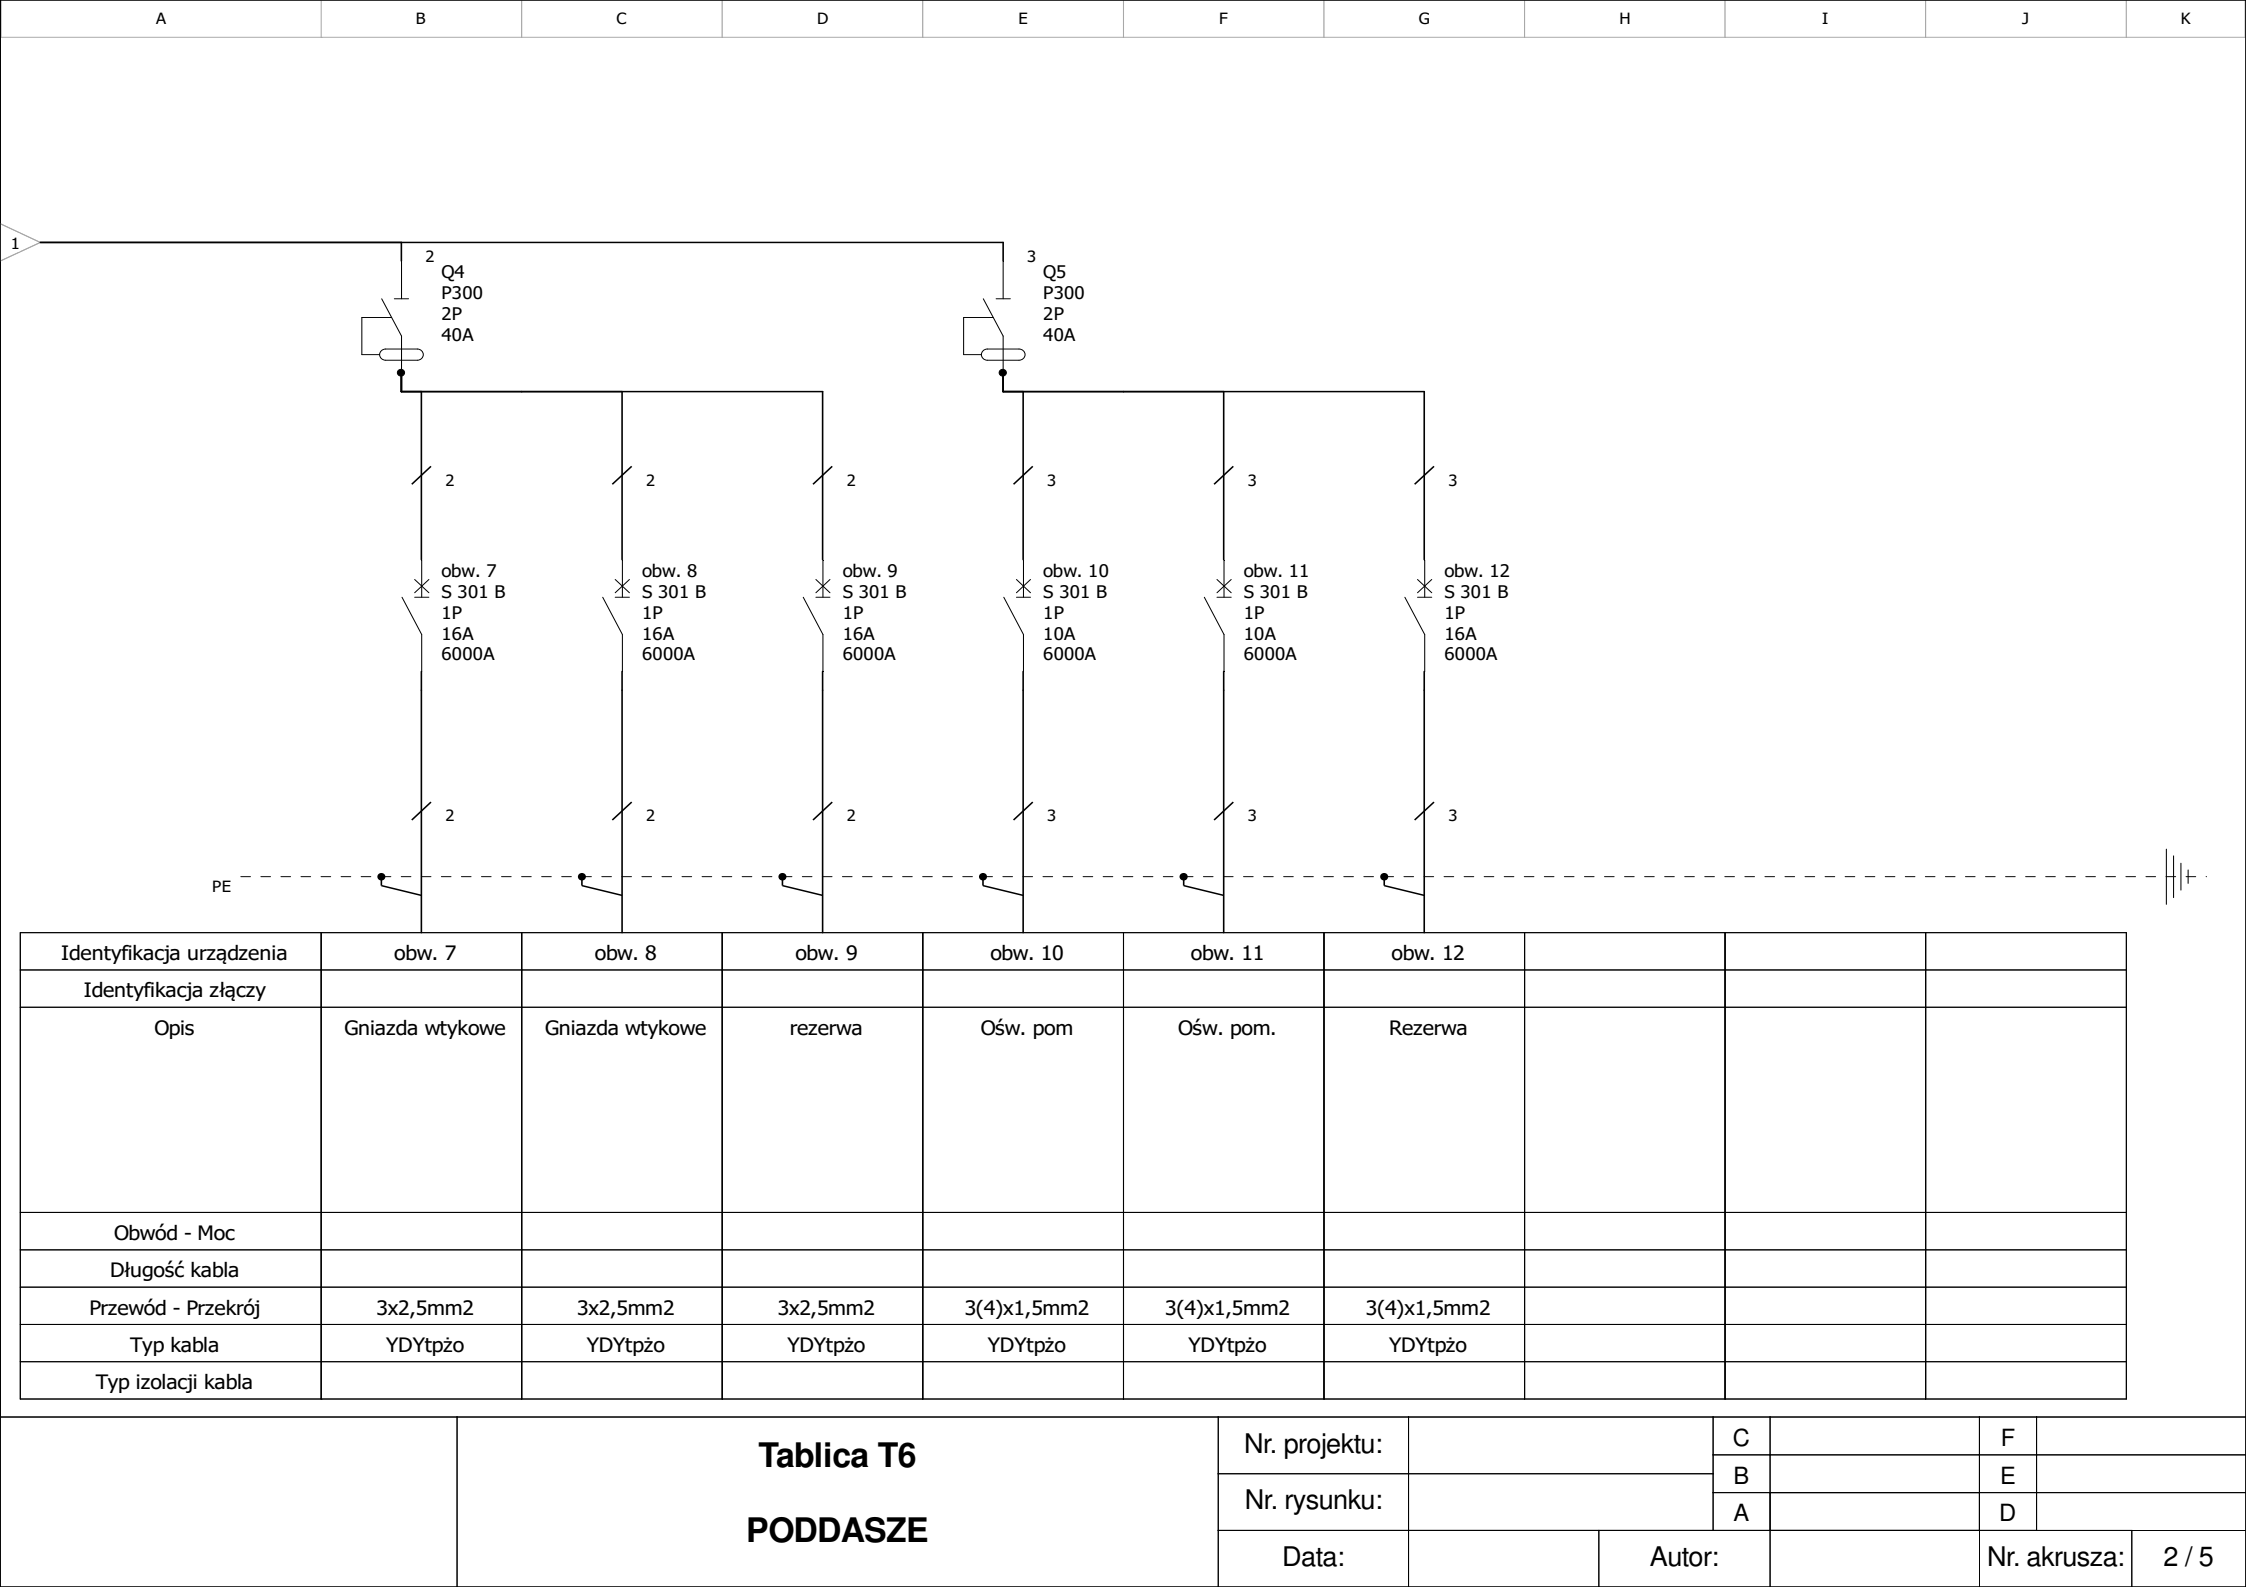 A B C D E F G H I J K
1
2 3
Q4 Q5
P300 P300
2P 2P
40A 40A
2 2 2 3 3 3
obw. 7 obw. 8 obw. 9 obw. 10 obw. 11 obw. 12
S 301 B S 301 B S 301 B S 301 B S 301 B S 301 B
1P 1P 1P 1P 1P 1P
16A 16A 16A 10A 10A 16A
6000A 6000A 6000A 6000A 6000A 6000A
2 2 2 3 3 3
PE
Identyfikacja urządzenia obw. 7 obw. 8 obw. 9 obw. 10 obw. 11 obw. 12
Identyfikacja złączy
Opis Gniazda wtykowe Gniazda wtykowe rezerwa Ośw. pom Ośw. pom. Rezerwa
Obwód - Moc
Długość kabla
Przewód - Przekrój 3x2,5mm2 3x2,5mm2 3x2,5mm2 3(4)x1,5mm2 3(4)x1,5mm2 3(4)x1,5mm2
Typ kabla YDYtpżo YDYtpżo YDYtpżo YDYtpżo YDYtpżo YDYtpżo
Typ izolacji kabla
Tablica T6
PODDASZE
Nr. projektu: C F
B E
Nr. rysunku:
A D
Data: Autor: Nr. akrusza: 2 / 5